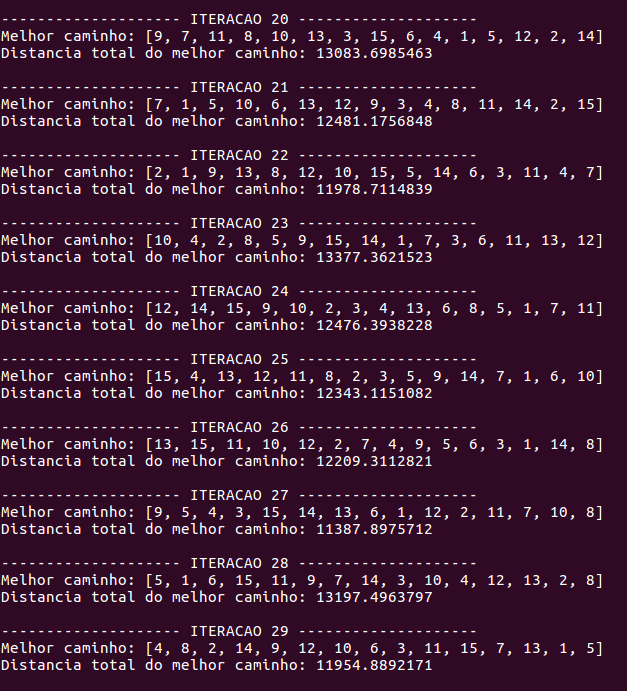 -------------------- ITERACAO 20 --------------------
Melhor caminho: [9, 7, 11, 8, 10, 13, 3, 15, 6, 4, 1, 5, 12, 2, 14]
Distancia total do melhor caminho: 13083.6985463
-------------------- ITERACAO 21 --------------------
Melhor caminho: [7, 1, 5, 10, 6, 13, 12, 9, 3, 4, 8, 11, 14, 2, 15]
Distancia total do melhor caminho: 12481.1756848
-------------------- ITERACAO 22 --------------------
Melhor caminho: [2, 1, 9, 13, 8, 12, 10, 15, 5, 14, 6, 3, 11, 4, 7]
Distancia total do melhor caminho: 11978.7114839
-------------------- ITERACAO 23 --------------------
Melhor caminho: [10, 4, 2, 8, 5, 9, 15, 14, 1, 7, 3, 6, 11, 13, 12]
Distancia total do melhor caminho: 13377.3621523
-------------------- ITERACAO 24 --------------------
Melhor caminho: [12, 14, 15, 9, 10, 2, 3, 4, 13, 6, 8, 5, 1, 7, 11]
Distancia total do melhor caminho: 12476.3938228
-------------------- ITERACAO 25 --------------------
Melhor caminho: [15, 4, 13, 12, 11, 8, 2, 3, 5, 9, 14, 7, 1, 6, 10]
Distancia total do melhor caminho: 12343.1151082
-------------------- ITERACAO 26 --------------------
Melhor caminho: [13, 15, 11, 10, 12, 2, 7, 4, 9, 5, 6, 3, 1, 14, 8]
Distancia total do melhor caminho: 12209.3112821
-------------------- ITERACAO 27 --------------------
Melhor caminho: [9, 5, 4, 3, 15, 14, 13, 6, 1, 12, 2, 11, 7, 10, 8]
Distancia total do melhor caminho: 11387.8975712
-------------------- ITERACAO 28 --------------------
Melhor caminho: [5, 1, 6, 15, 11, 9, 7, 14, 3, 10, 4, 12, 13, 2, 8]
Distancia total do melhor caminho: 13197.4963797
-------------------- ITERACAO 29 --------------------
Melhor caminho: [4, 8, 2, 14, 9, 12, 10, 6, 3, 11, 15, 7, 13, 1, 5]
Distancia total do melhor caminho: 11954.8892171